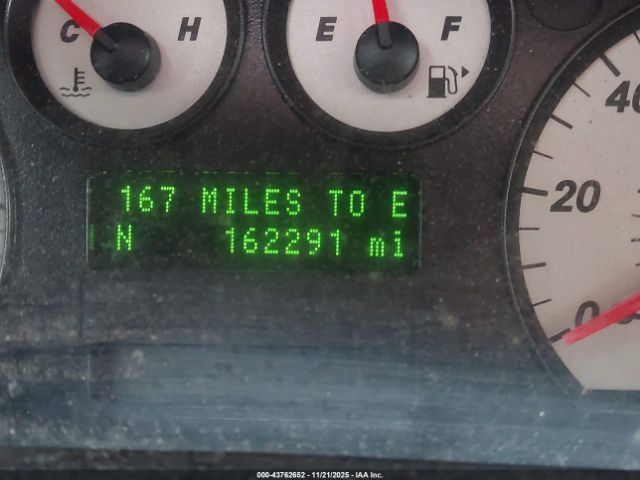 C H
E F
167 MILES TO E
N 162291 mi
40
20
0
000-43762652 - 11/21/2025 - IAA Inc.